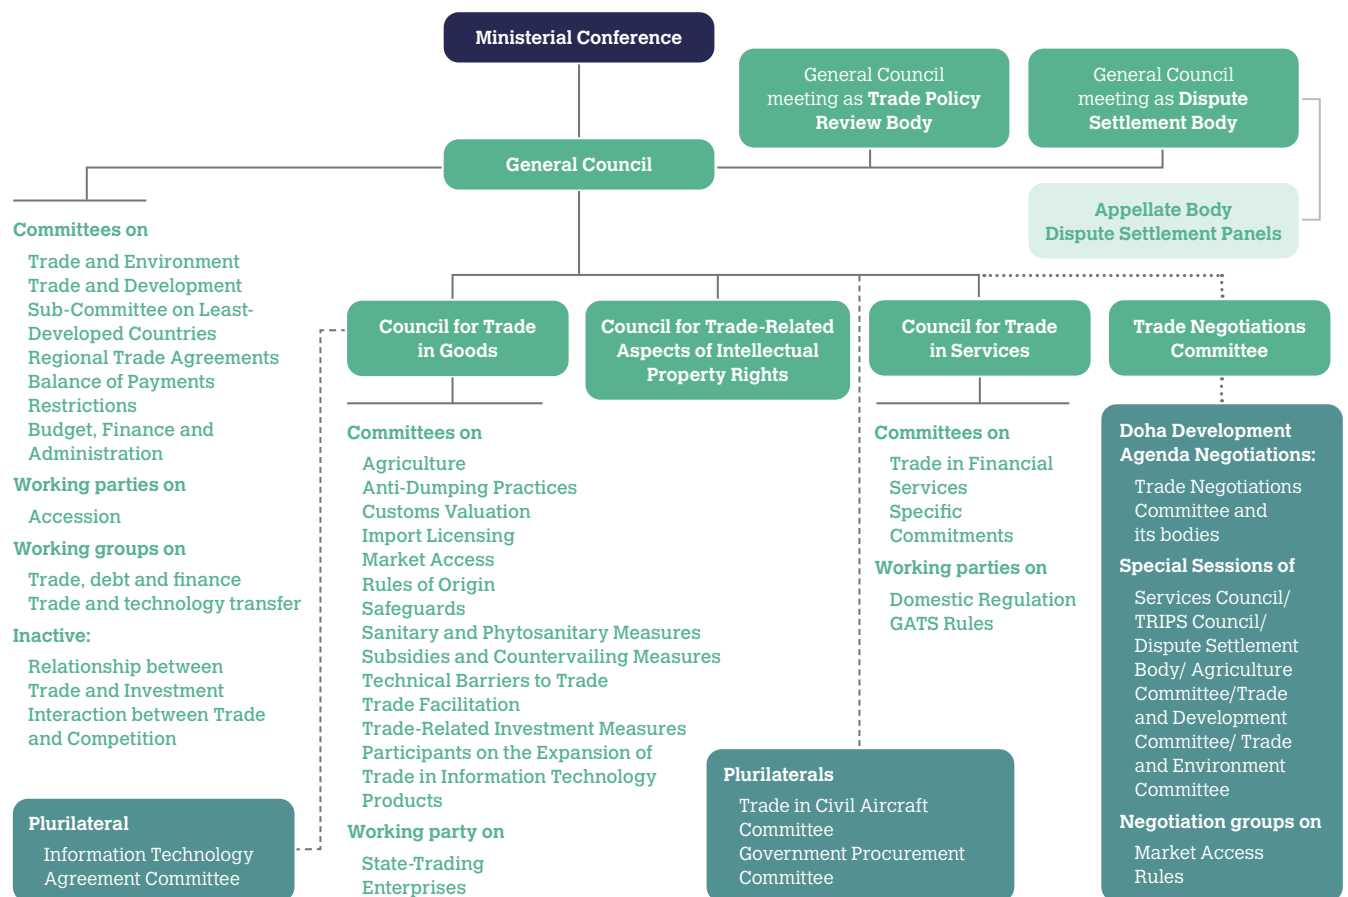 Ministerial Conference
General Council
meeting as Trade Policy
Review Body
General Council
meeting as Dispute
Settlement Body
General Council
Appellate Body
Dispute Settlement Panels
Committees on
Trade and Environment
Trade and Development
Sub-Committee on Least-
Developed Countries
Regional Trade Agreements
Balance of Payments
Restrictions
Budget, Finance and
Administration
Working parties on
Accession
Working groups on
Trade, debt and finance
Trade and technology transfer
Inactive:
Relationship between
Trade and Investment
Interaction between Trade
and Competition
Plurilateral
Information Technology
Agreement Committee
Council for Trade
in Goods
Committees on
Agriculture
Anti-Dumping Practices
Customs Valuation
Import Licensing
Market Access
Rules of Origin
Safeguards
Sanitary and Phytosanitary Measures
Subsidies and Countervailing Measures
Technical Barriers to Trade
Trade Facilitation
Trade-Related Investment Measures
Participants on the Expansion of
Trade in Information Technology
Products
Working party on
State-Trading
Enterprises
Council for Trade-Related
Aspects of Intellectual
Property Rights
Plurilaterals
Trade in Civil Aircraft
Committee
Government Procurement
Committee
Council for Trade
in Services
Committees on
Trade in Financial
Services
Specific
Commitments
Working parties on
Domestic Regulation
GATS Rules
Trade Negotiations
Committee
Doha Development
Agenda Negotiations:
Trade Negotiations
Committee and
its bodies
Special Sessions of
Services Council/
TRIPS Council/
Dispute Settlement
Body/ Agriculture
Committee/Trade
and Development
Committee/ Trade
and Environment
Committee
Negotiation groups on
Market Access
Rules